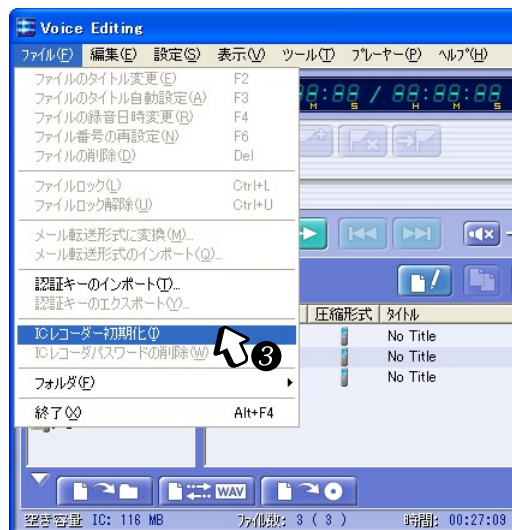 Voice Editing
ファイル(F) 編集(E) 設定(S) 表示(V) ツール(T) プレーヤー(P) ヘルプ(H)
ファイルのタイトル変更(E) F2
ファイルのタイトル自動設定(A) F3
ファイルの録音日時変更(R) F4
ファイル番号の再設定(N) F6
ファイルの削除(D) Del
ファイルロック(L) Ctrl+L
ファイルロック解除(U) Ctrl+U
メール転送形式に変換(M)...
メール転送形式のインポート(Q)...
認証キーのインポート(T)...
認証キーのエクスポート(Y)...
ICレコーダー初期化(I)
ICレコーダパスワードの削除(W)
フォルダ(F)
終了(X) Alt+F4
88:88 / 88:88:88
M S H M S
圧縮形式 タイトル
No Title
No Title
No Title
3
WAV
空き容量 IC: 116 MB ファイル数: 3 ( 3 ) 時間: 00:27:09